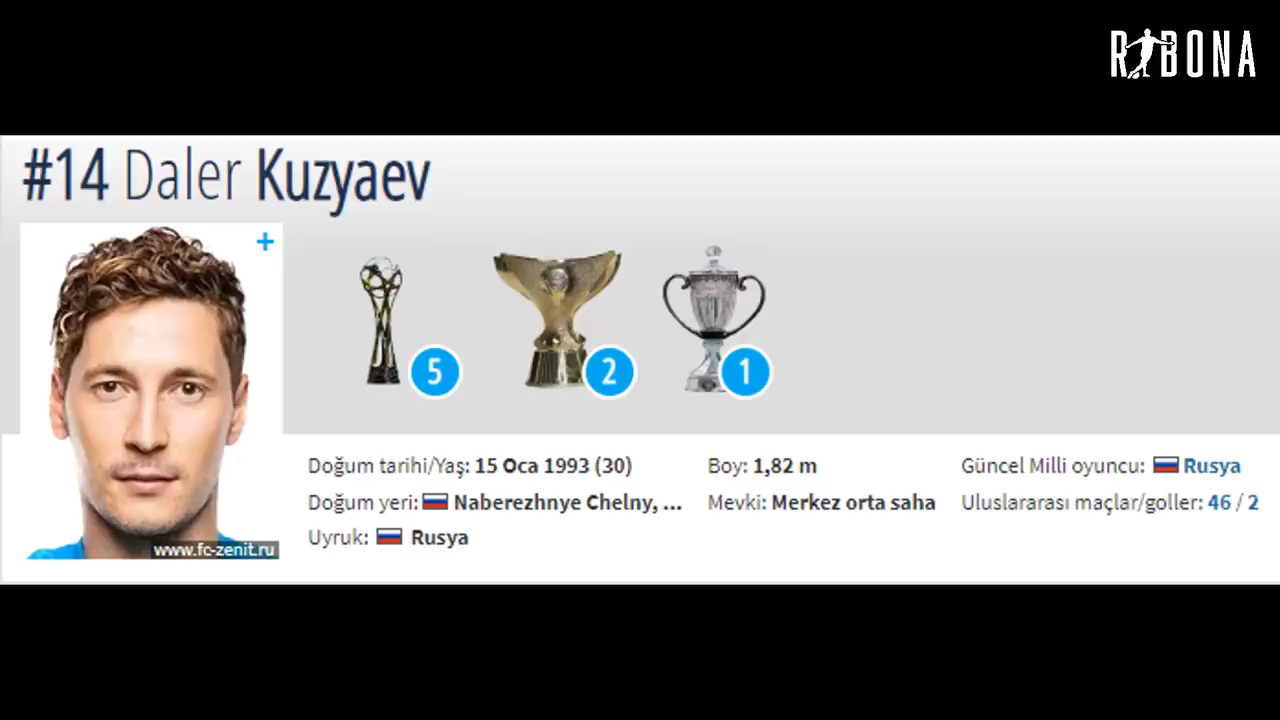 RABONA
#14 Daler Kuzyaev
+
5
2
1
www.fc-zenit.ru
Doğum tarihi/Yaş: 15 Oca 1993 (30)
Doğum yeri: Naberezhnye Chelny, ...
Uyruk: Rusya
Boy: 1,82 m
Mevki: Merkez orta saha
Güncel Milli oyuncu: Rusya
Uluslararası maçlar/goller: 46 / 2